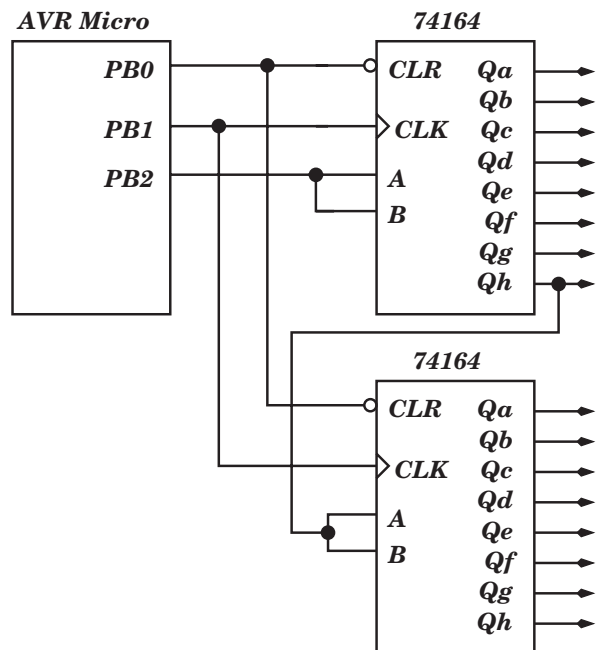 AVR Micro
PB0
PB1
PB2
74164
CLR Qa
Qb
CLK Qc
Qd
A Qe
B Qf
Qg
Qh
74164
CLR Qa
Qb
CLK Qc
Qd
A Qe
B Qf
Qg
Qh